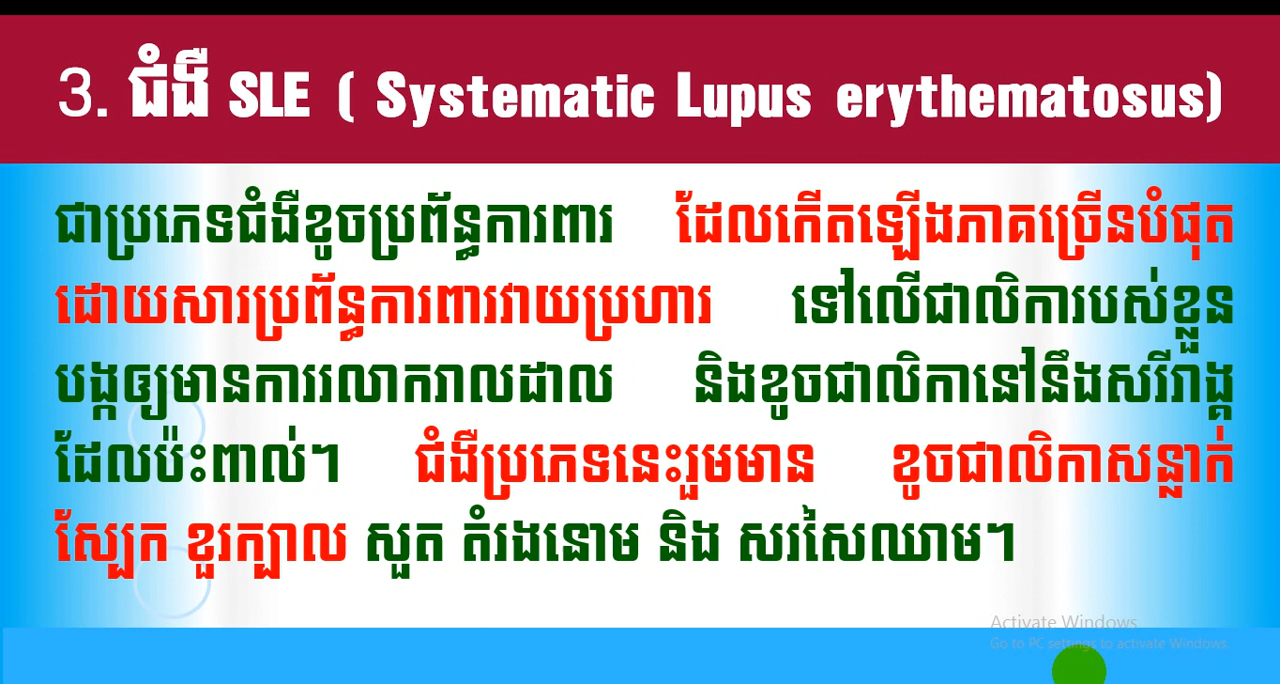 3. ជំងឺ SLE ( Systematic Lupus erythematosus)
ជាប្រភេទជំងឺខូចប្រព័ន្ធការពារ ដែលកើតឡើងភាគច្រើនបំផុត
ដោយសារប្រព័ន្ធការពារវាយប្រហារ ទៅលើជាលិការបស់ខ្លួន
បង្កឲ្យមានការរលាករាលដាល និងខូចជាលិកានៅនឹងសរីរាង្គ
ដែលប៉ះពាល់។ ជំងឺប្រភេទនេះរួមមាន ខូចជាលិកាសន្លាក់
ស្បែក ខួរក្បាល សួត តំរងនោម និង សរសៃឈាម។
Activate Windows
Go to PC settings to activate Windows.